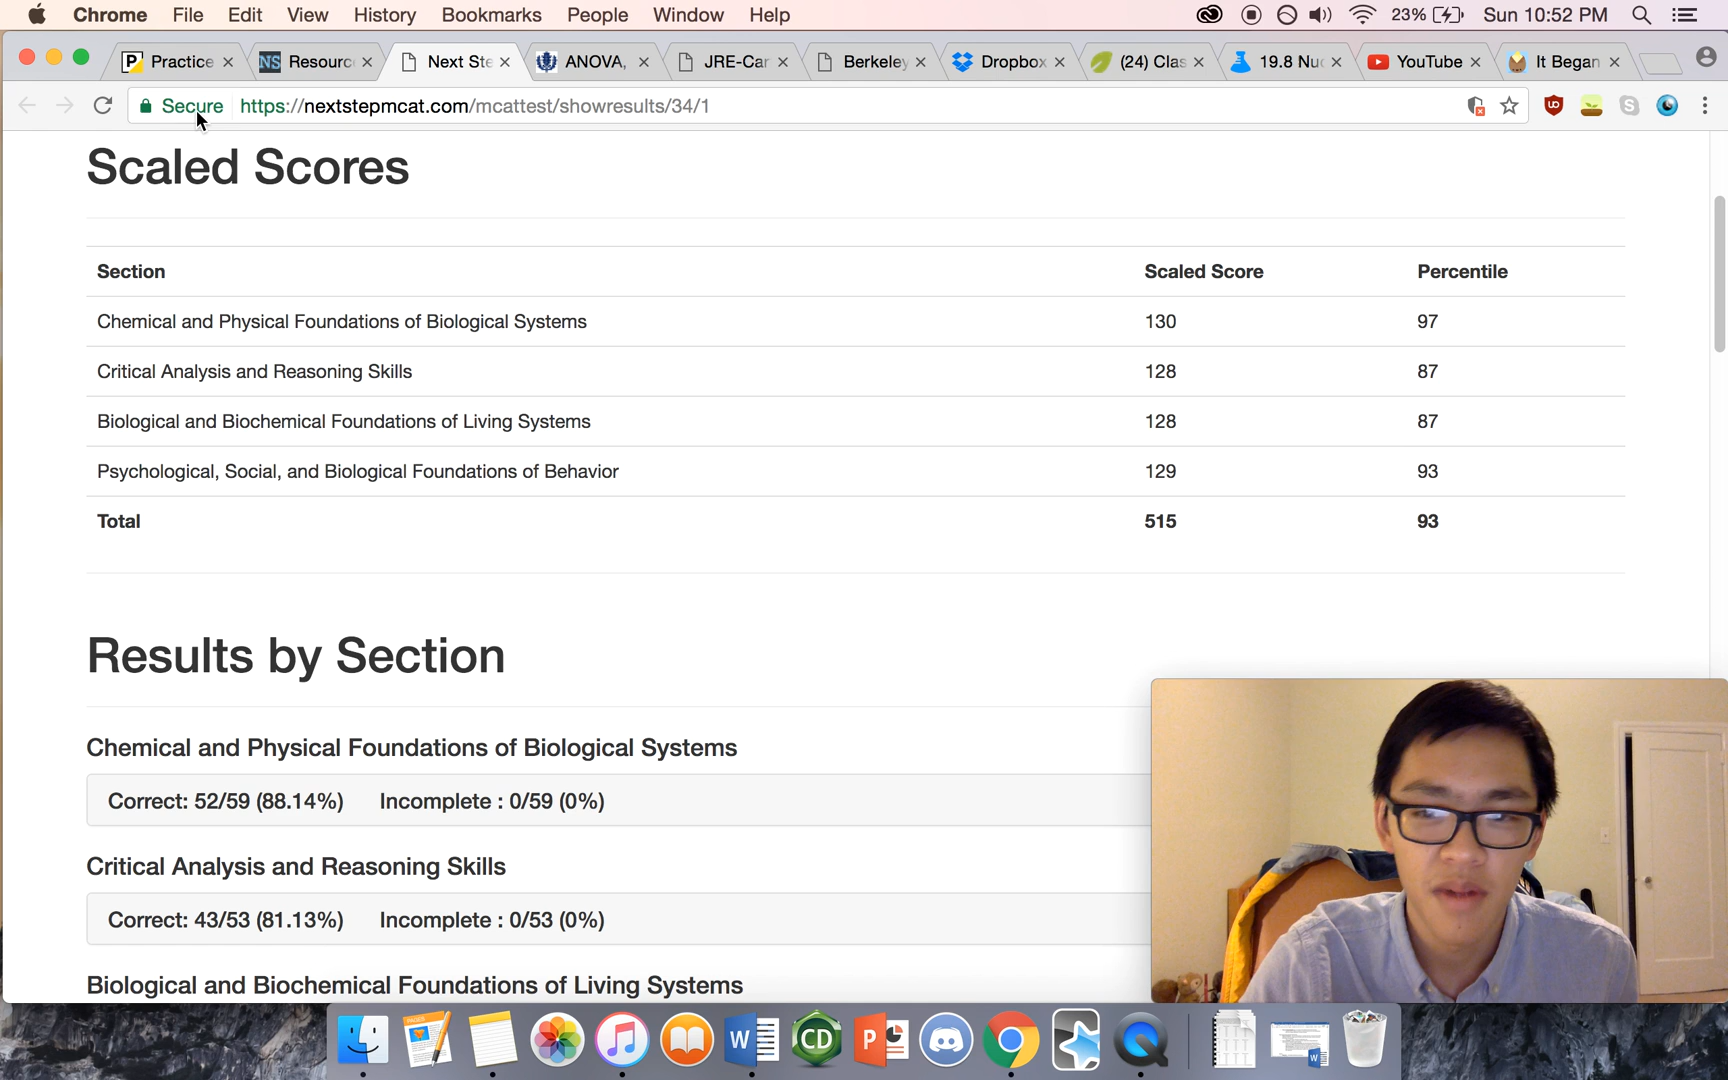 Chrome File Edit View History Bookmarks People Window Help 23% Sun 10:52 PM
Practice NS Resourc Next Ste ANOVA, JRE-Car Berkeley Dropbox (24) Clas 19.8 Nuc YouTube It Began
Secure https://nextstepmcat.com/mcattest/showresults/34/1
Scaled Scores
Section Scaled Score Percentile
Chemical and Physical Foundations of Biological Systems 130 97
Critical Analysis and Reasoning Skills 128 87
Biological and Biochemical Foundations of Living Systems 128 87
Psychological, Social, and Biological Foundations of Behavior 129 93
Total 515 93
Results by Section
Chemical and Physical Foundations of Biological Systems
Correct: 52/59 (88.14%) Incomplete : 0/59 (0%)
Critical Analysis and Reasoning Skills
Correct: 43/53 (81.13%) Incomplete : 0/53 (0%)
Biological and Biochemical Foundations of Living Systems
PAGES W CD P